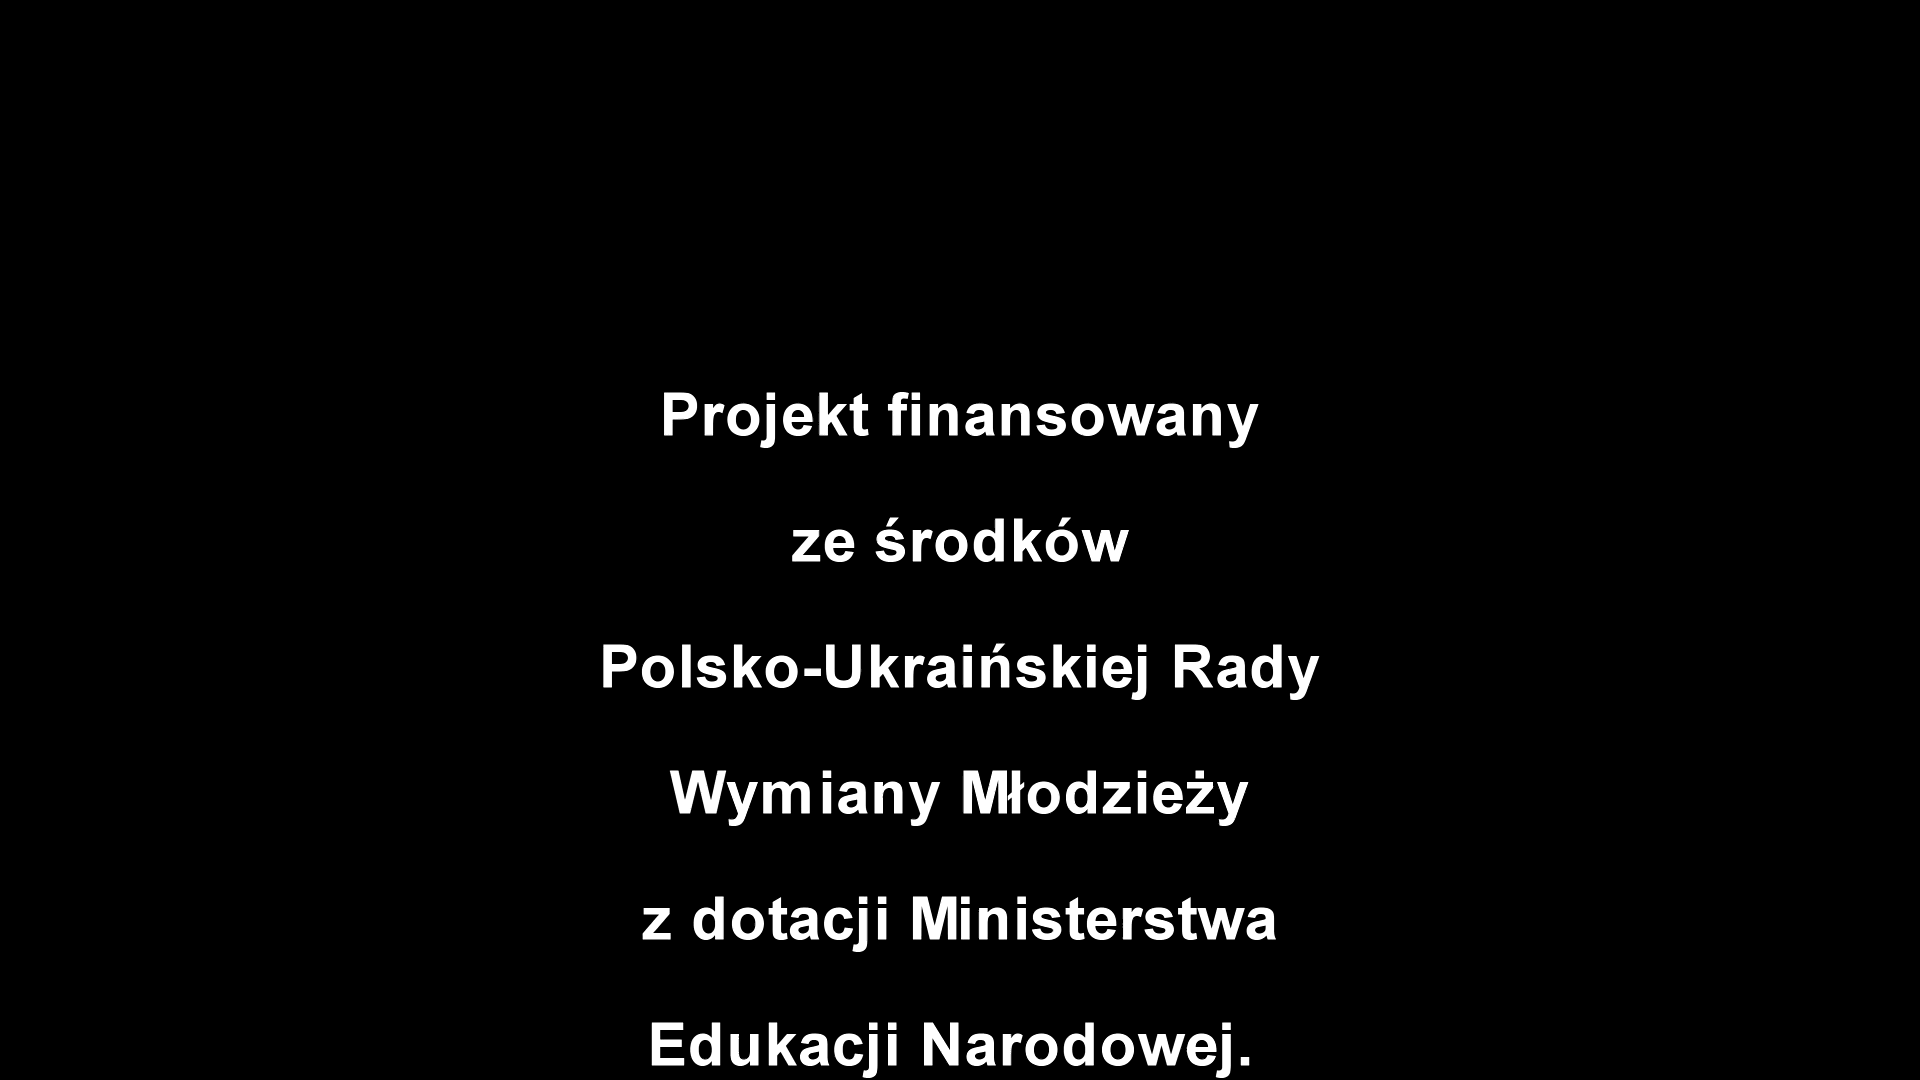 Projekt finansowany
ze środków
Polsko-Ukraińskiej Rady
Wymiany Młodzieży
z dotacji Ministerstwa
Edukacji Narodowej.